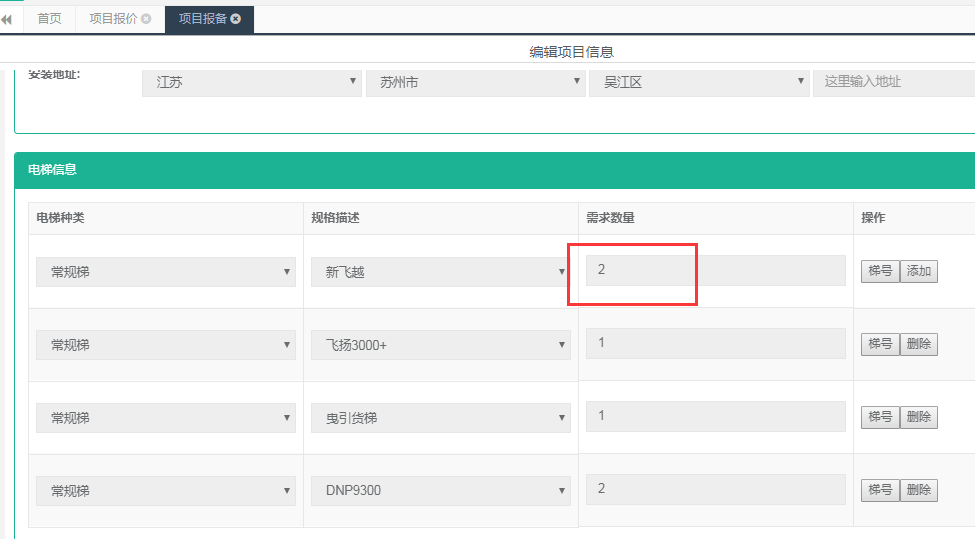 首页 项目报价 项目报备
编辑项目信息
安装地址: 江苏 苏州市 吴江区 这里输入地址
电梯信息
电梯种类 规格描述 需求数量 操作
常规梯 新飞越 2 梯号 添加
常规梯 飞扬3000+ 1 梯号 删除
常规梯 曳引货梯 1 梯号 删除
常规梯 DNP9300 2 梯号 删除